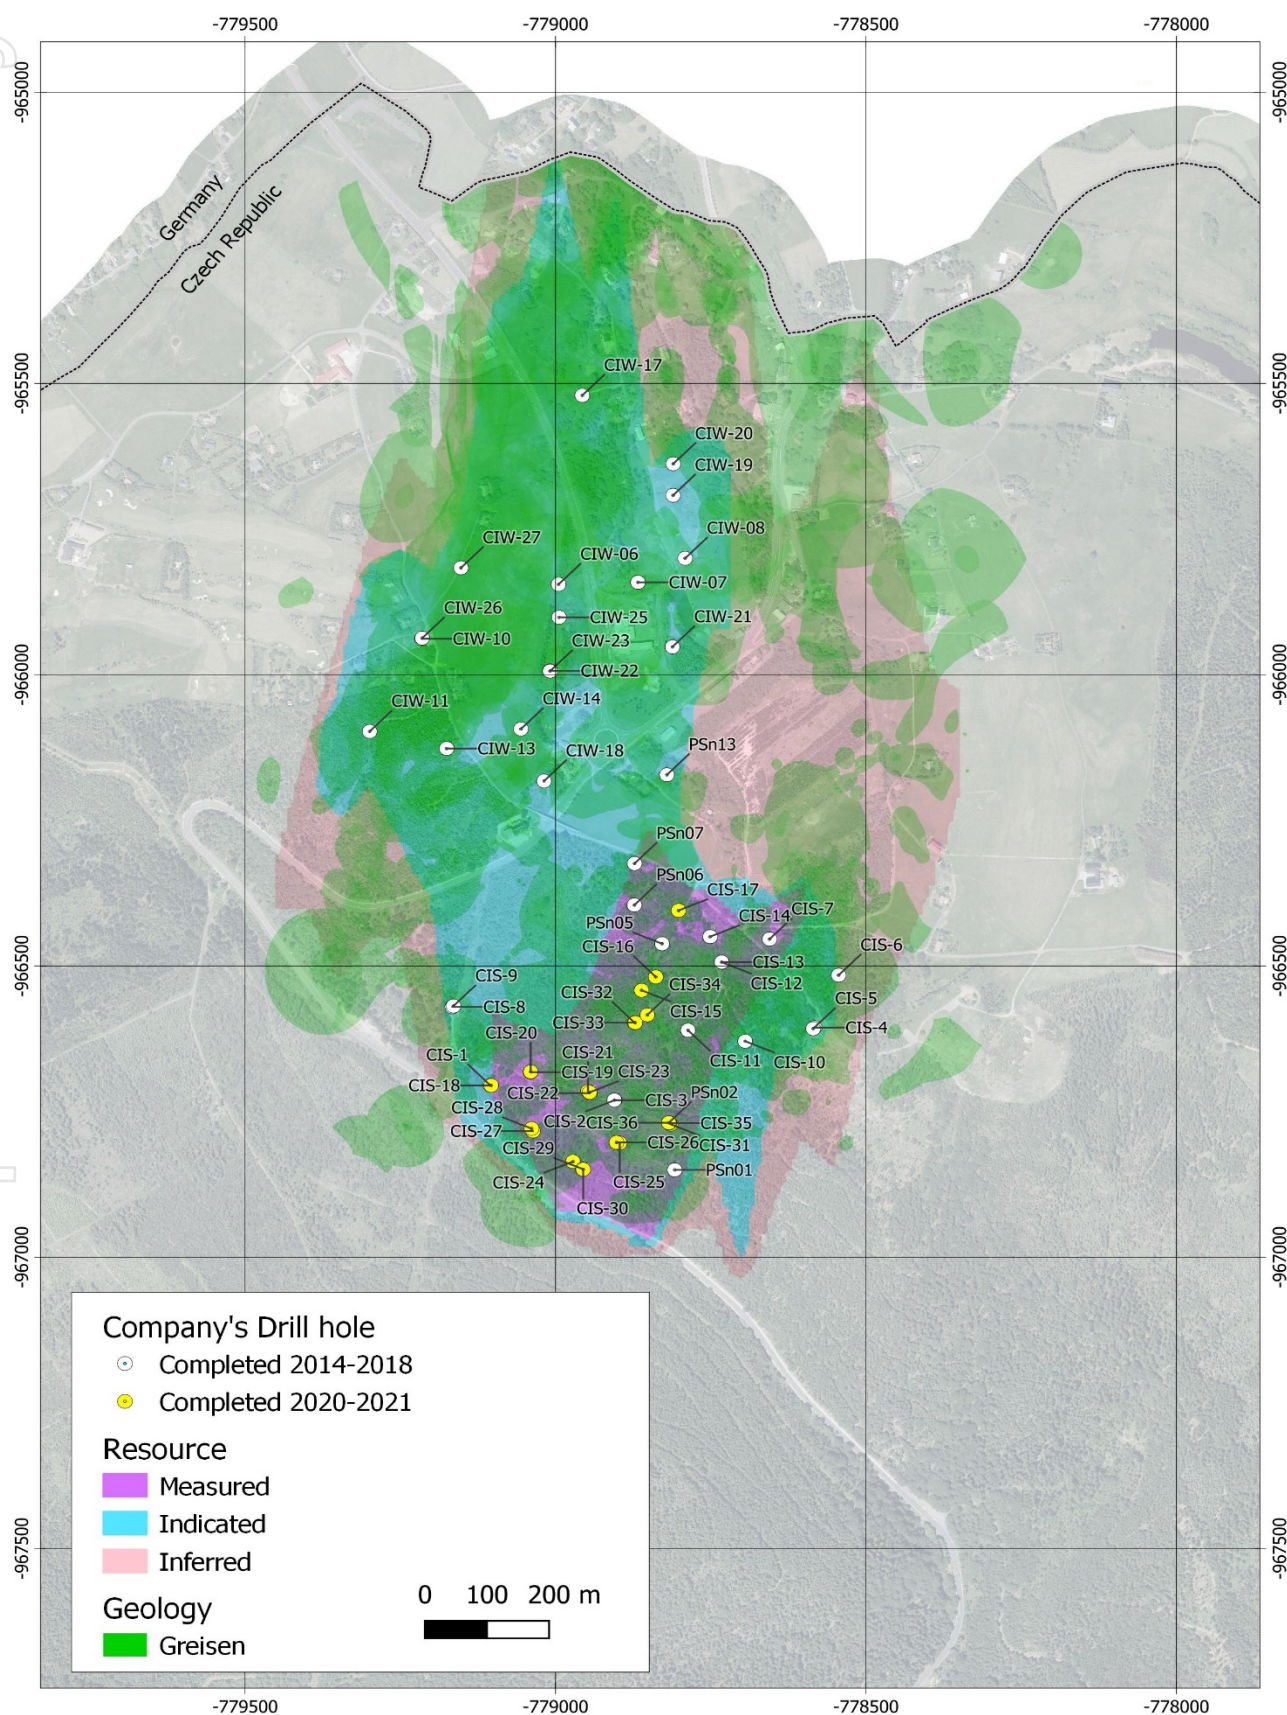 -779500
-779000
-778500
-778000
-965000
-965000
Germany
Czech Republic
CIW-17
-965500
-965500
CIW-20
CIW-19
CIW-08
CIW-27
CIW-06
CIW-07
CIW-26
CIW-25
CIW-21
CIW-10
CIW-23
CIW-22
-966000
-966000
CIW-11
CIW-14
CIW-13
CIW-18
PSn13
PSn07
PSn06
CIS-17
CIS-14
CIS-7
PSn05
CIS-16
CIS-6
-966500
-966500
CIS-13
CIS-12
CIS-9
CIS-34
CIS-32
CIS-5
CIS-8
CIS-15
CIS-33
CIS-4
CIS-20
CIS-11
CIS-10
CIS-1
CIS-21
CIS-19
CIS-23
CIS-18
CIS-22
PSn02
CIS-3
CIS-28
CIS-2
CIS-36
CIS-35
CIS-27
CIS-26
CIS-31
CIS-29
CIS-24
CIS-25
PSn01
CIS-30
-967000
-967000
Company's Drill hole
Completed 2014-2018
Completed 2020-2021
Resource
Measured
Indicated
Inferred
Geology
Greisen
0 100 200 m
-967500
-967500
-779500
-779000
-778500
-778000